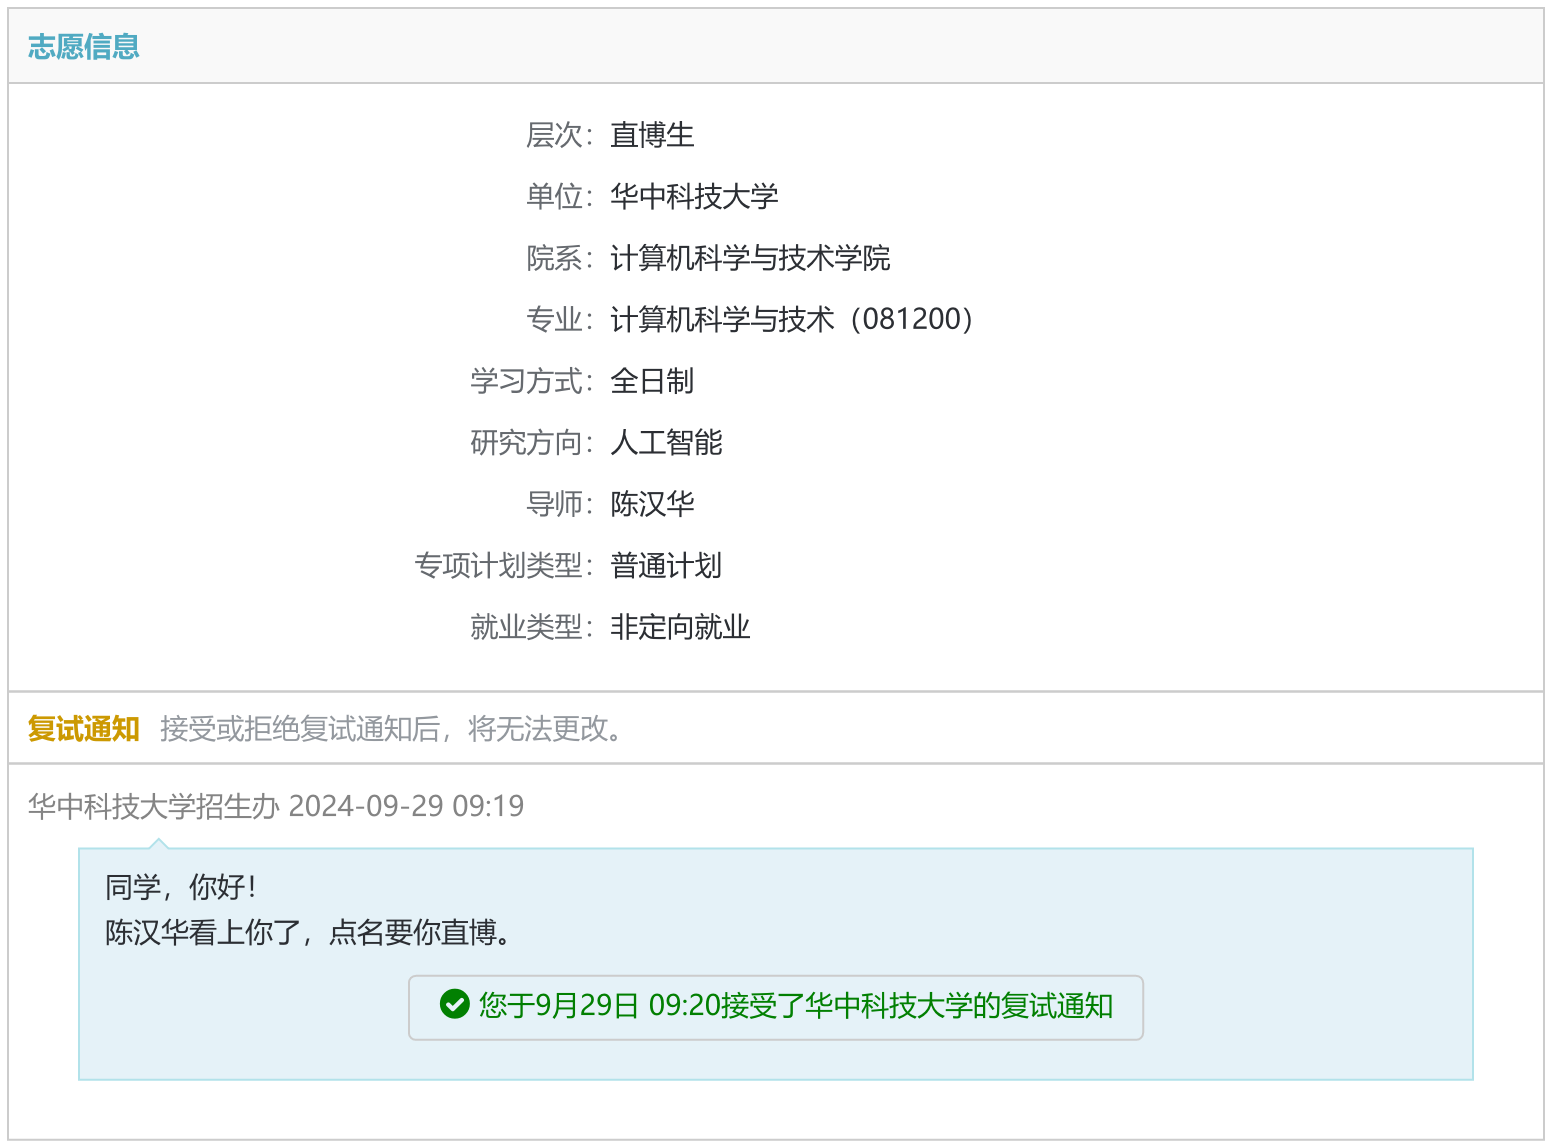 志愿信息
层次：直博生
单位：华中科技大学
院系：计算机科学与技术学院
专业：计算机科学与技术（081200）
学习方式：全日制
研究方向：人工智能
导师：陈汉华
专项计划类型：普通计划
就业类型：非定向就业
复试通知 接受或拒绝复试通知后，将无法更改。
华中科技大学招生办 2024-09-29 09:19
同学，你好！
陈汉华看上你了，点名要你直博。
您于9月29日 09:20接受了华中科技大学的复试通知